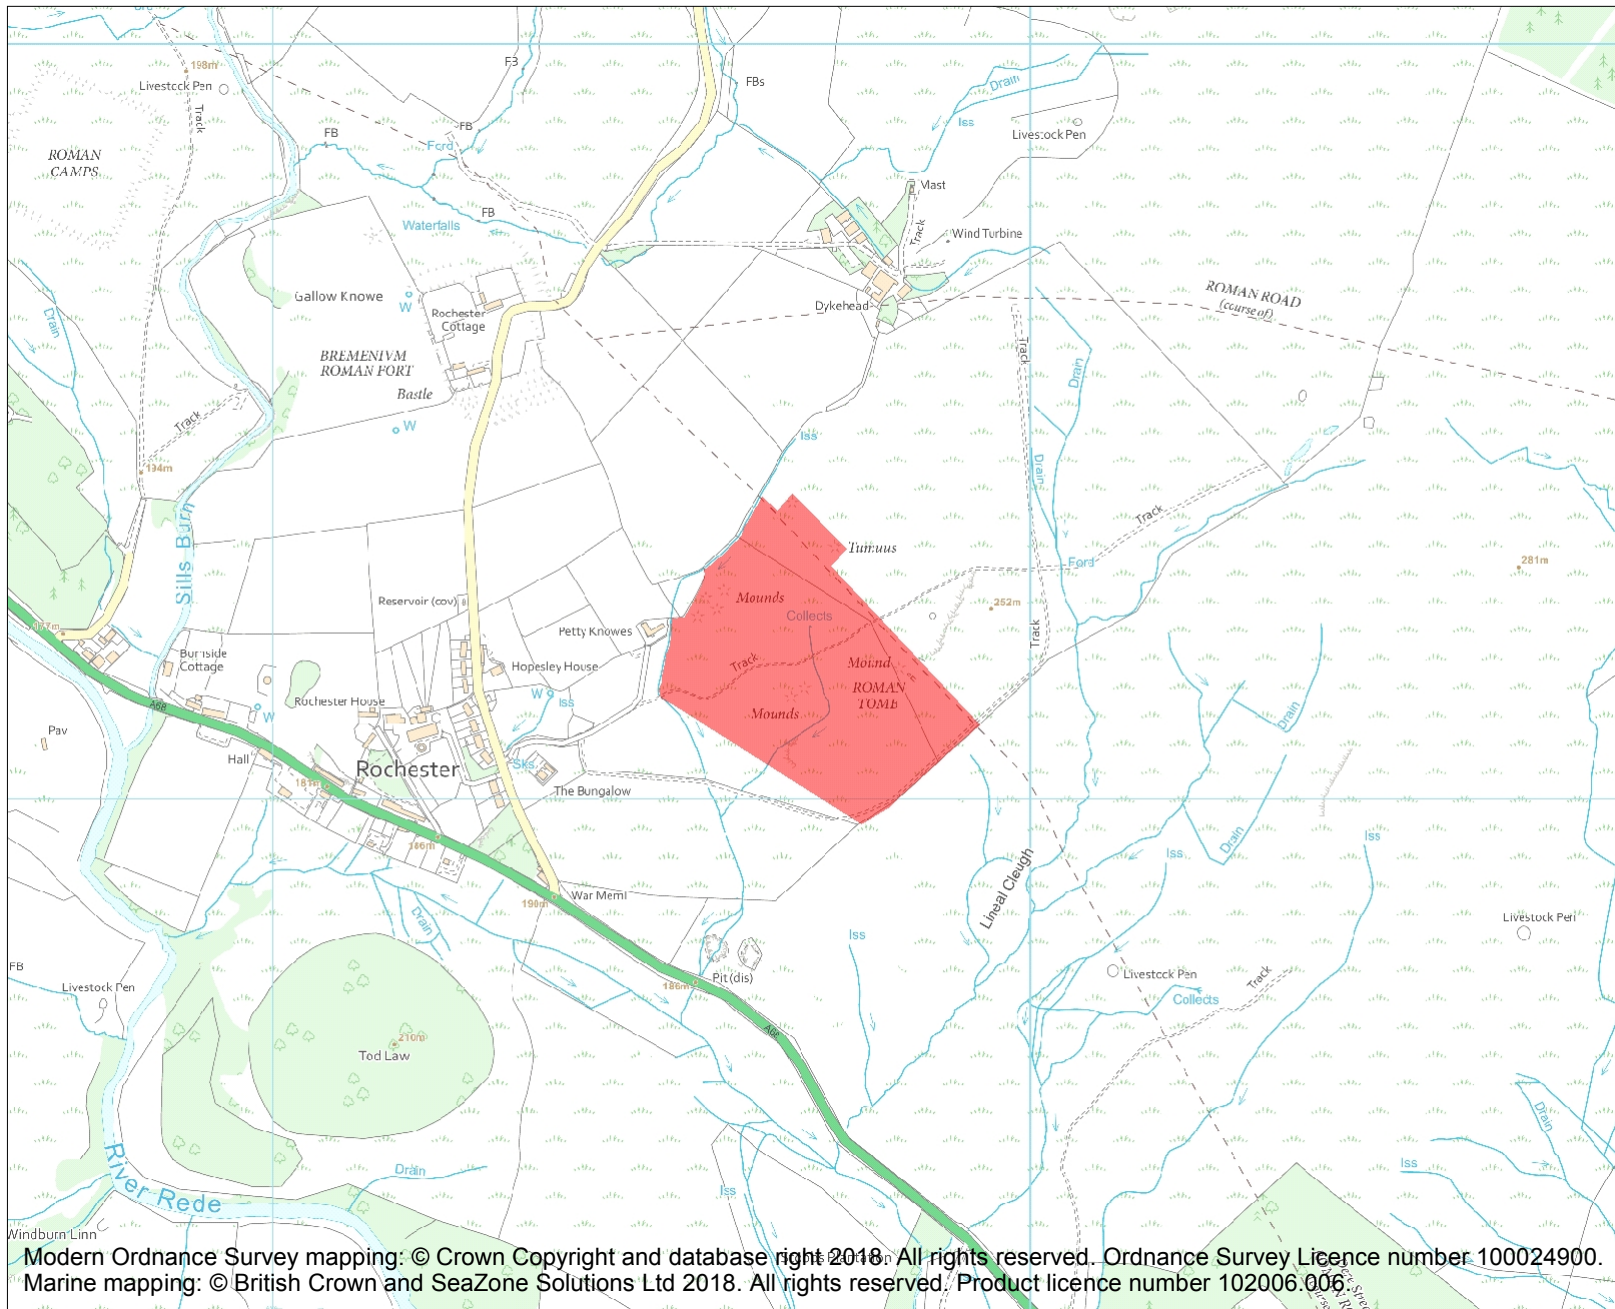 198m
Livestock Pen
Track
ROMAN
CAMPS
FB
FB
Ford
FB
Waterfalls
F3
FBs
Drain
Iss
Livestock Pen
Mast
Track
Wind Turbine
Dykehead
ROMAN ROAD
(course of)
Gallow Knowe
W
Rochester
Cottage
BREMENIVM
ROMAN FORT
Bastle
W
Drain
Track
194m
Sills Burn
Iss
Track
Drain
Drain
Track
Ford
281m
252m
Track
Tumuus
Mounds
Collects
Track
Mound
ROMAN
TOMB
Mounds
Reservoir (cov)
Petty Knowes
Hopesley House
W
Iss
Sks
The Bungalow
177m
Burnside
Cottage
Rochester House
W
A68
Pav
Hall
Rochester
181m
186m
190m
War Meml
Drain
Drain
Drain
Iss
Iss
Lineal Cleugh
Iss
Livestock Pen
Livestock Pen
Collects
Track
Pit (dis)
186m
A68
FB
Livestock Pen
210m
Tod Law
River Rede
Drain
Iss
Iss
Drain
Windburn Linn
Modern Ordnance Survey mapping: © Crown Copyright and database right 2018. All rights reserved. Ordnance Survey Licence number 100024900.
Marine mapping: © British Crown and SeaZone Solutions Ltd 2018. All rights reserved. Product licence number 102006.006.